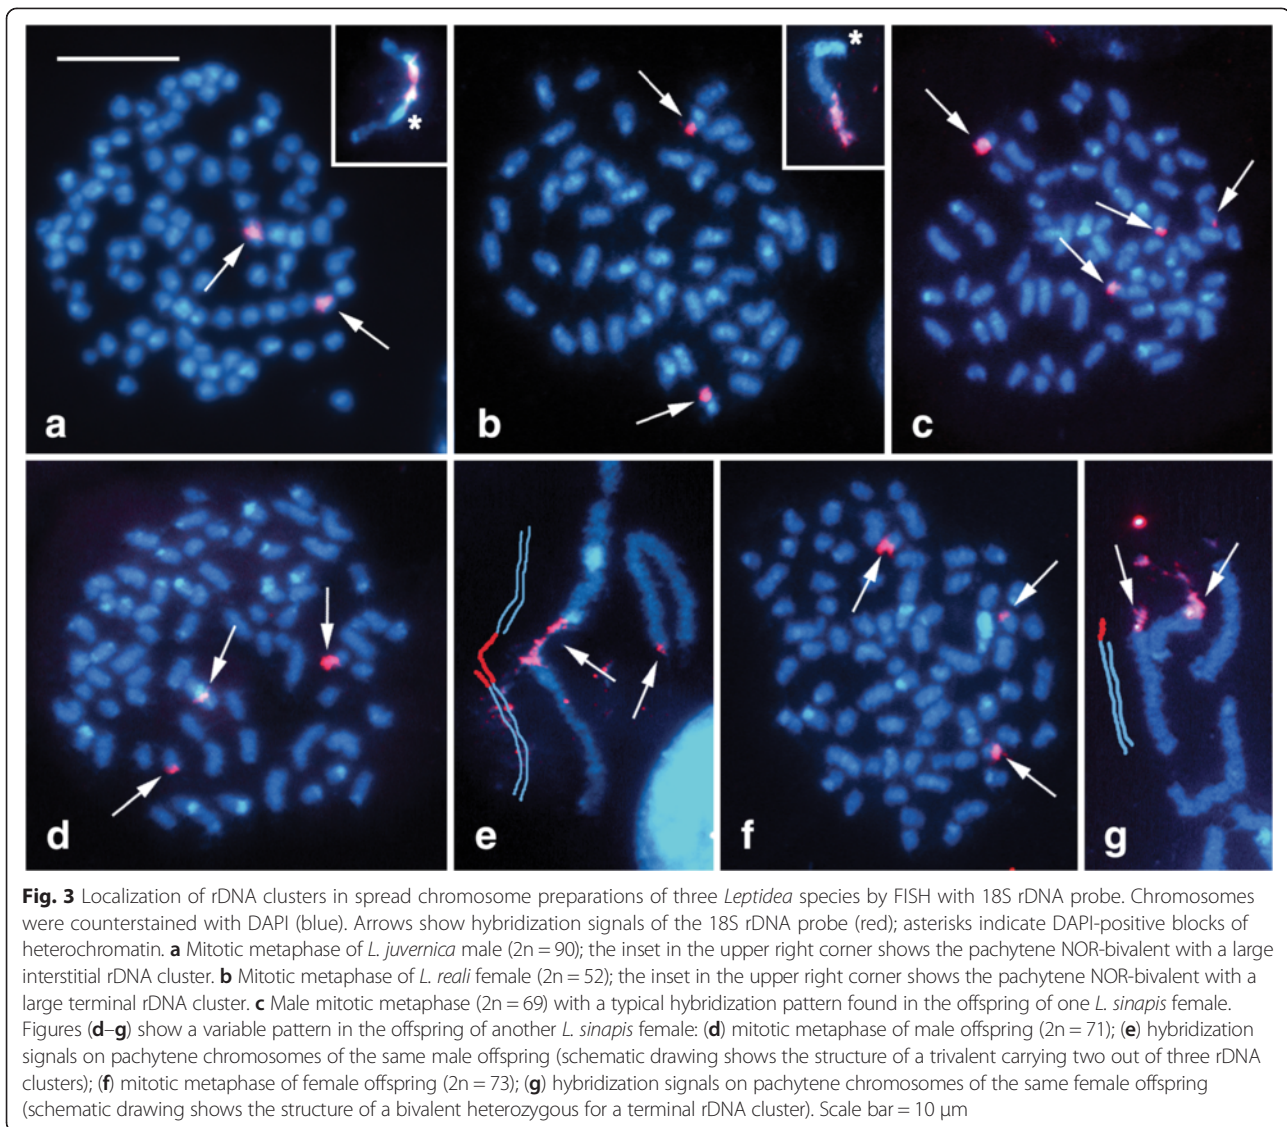 *
*
a
b
c
d
e
f
g
Fig. 3 Localization of rDNA clusters in spread chromosome preparations of three Leptidea species by FISH with 18S rDNA probe. Chromosomes
were counterstained with DAPI (blue). Arrows show hybridization signals of the 18S rDNA probe (red); asterisks indicate DAPI-positive blocks of
heterochromatin. a Mitotic metaphase of L. juvernica male (2n = 90); the inset in the upper right corner shows the pachytene NOR-bivalent with a large
interstitial rDNA cluster. b Mitotic metaphase of L. reali female (2n = 52); the inset in the upper right corner shows the pachytene NOR-bivalent with a
large terminal rDNA cluster. c Male mitotic metaphase (2n = 69) with a typical hybridization pattern found in the offspring of one L. sinapis female.
Figures (d–g) show a variable pattern in the offspring of another L. sinapis female: (d) mitotic metaphase of male offspring (2n = 71); (e) hybridization
signals on pachytene chromosomes of the same male offspring (schematic drawing shows the structure of a trivalent carrying two out of three rDNA
clusters); (f) mitotic metaphase of female offspring (2n = 73); (g) hybridization signals on pachytene chromosomes of the same female offspring
(schematic drawing shows the structure of a bivalent heterozygous for a terminal rDNA cluster). Scale bar = 10 μm